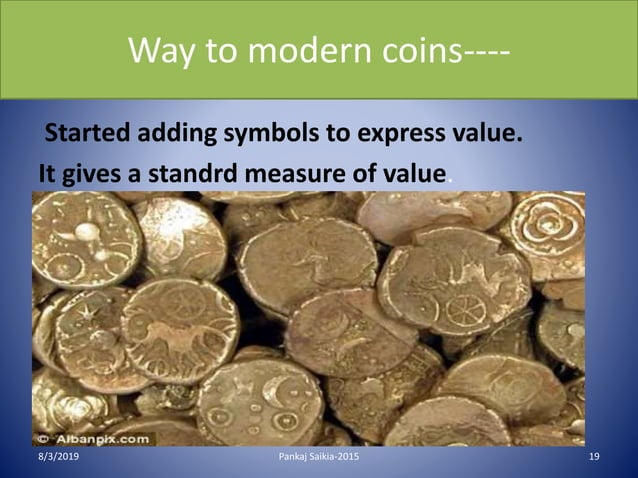 Way to modern coins----
Started adding symbols to express value.
It gives a standrd measure of value.
© Albanpix.com
8/3/2019
Pankaj Saikia-2015
19